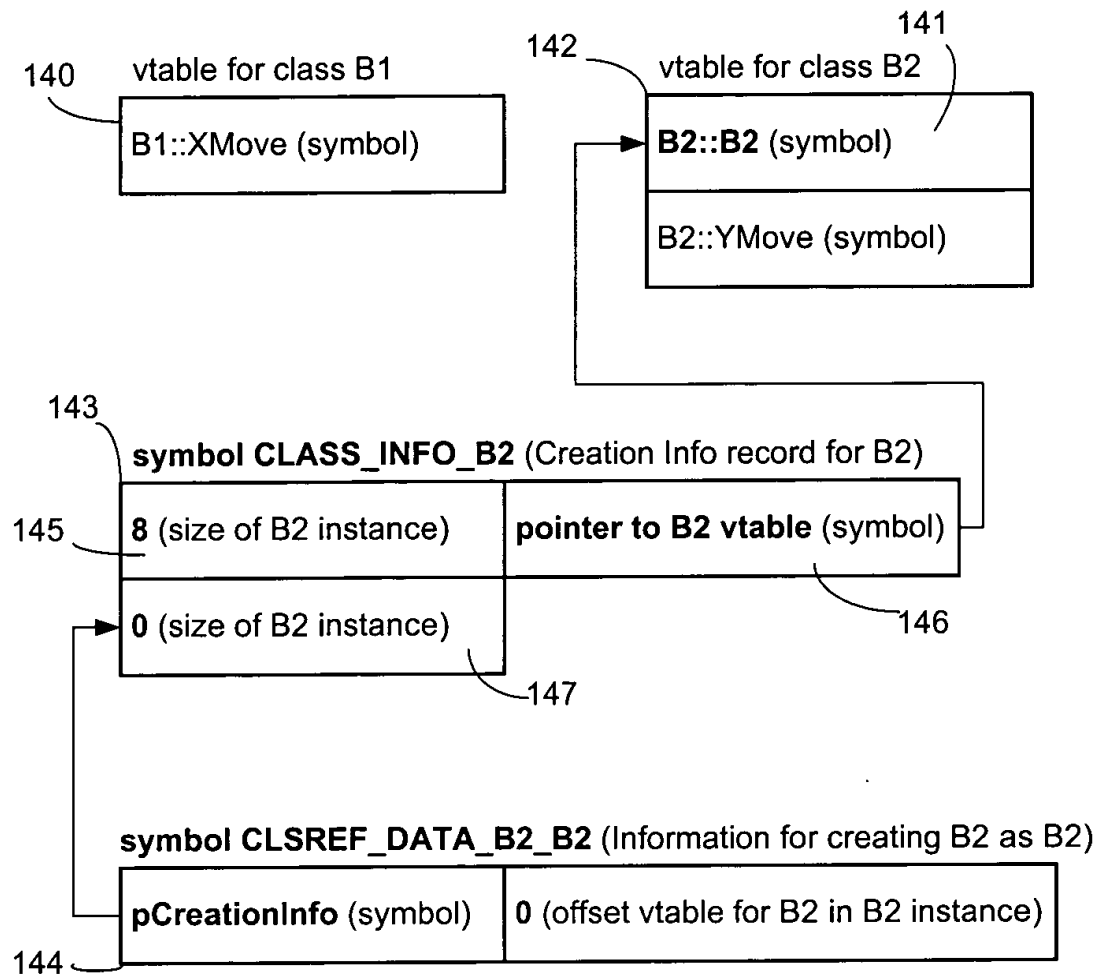 142
141
140
vtable for class B1
vtable for class B2
B1::XMove (symbol)
B2::B2 (symbol)
B2::YMove (symbol)
143
symbol CLASS_INFO_B2 (Creation Info record for B2)
145
8 (size of B2 instance)
pointer to B2 vtable (symbol)
0 (size of B2 instance)
146
147
symbol CLSREF_DATA_B2_B2 (Information for creating B2 as B2)
pCreationInfo (symbol)
0 (offset vtable for B2 in B2 instance)
144